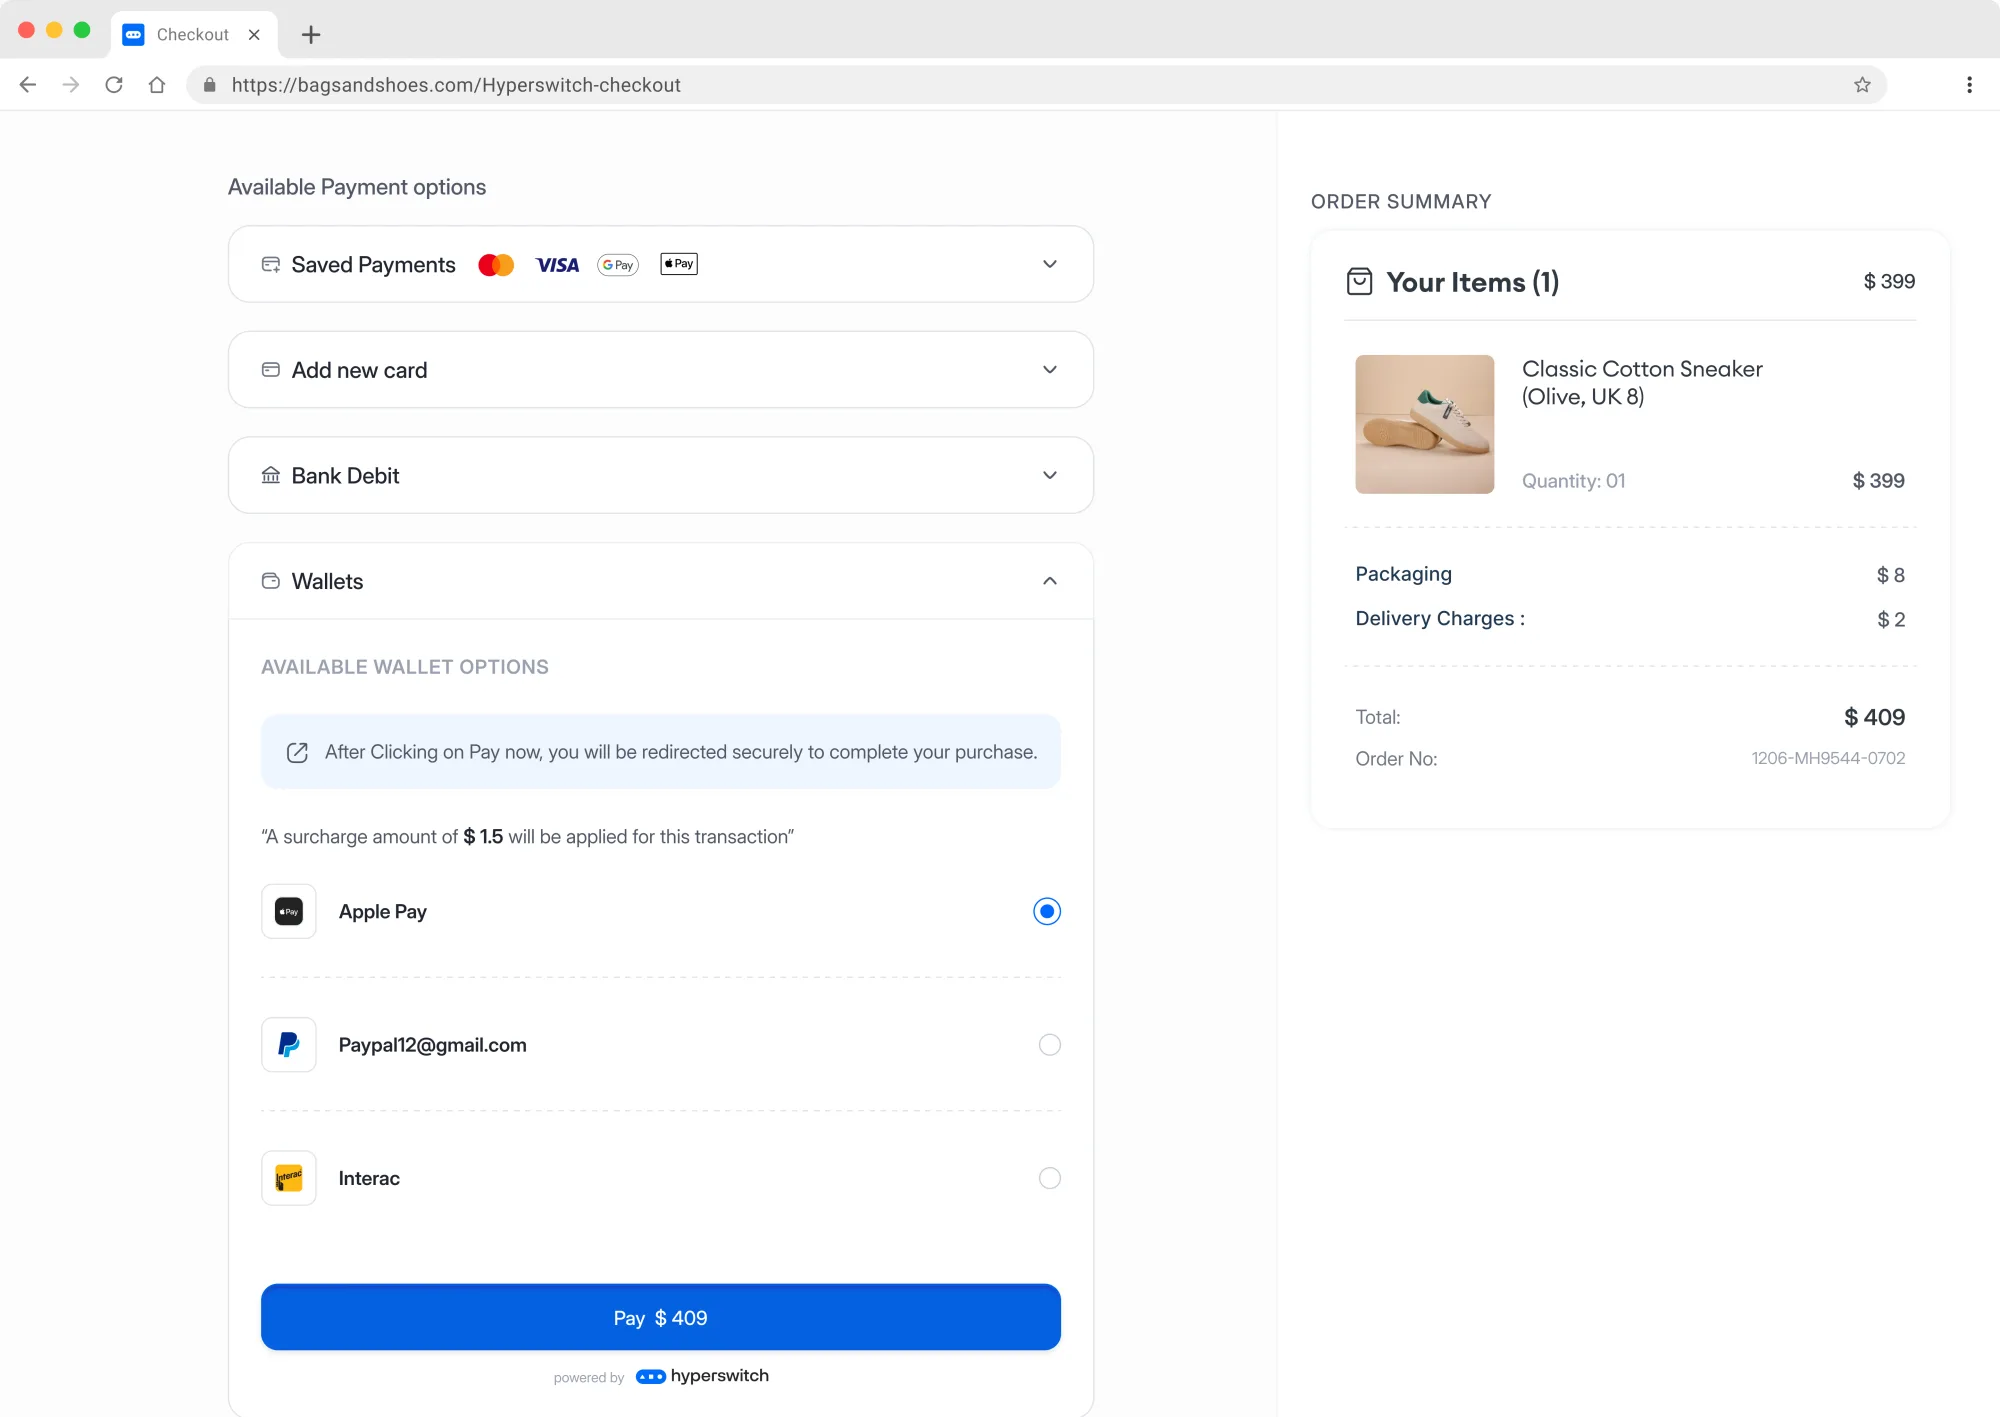 Checkout
https://bagsandshoes.com/Hyperswitch-checkout
Available Payment options
Saved Payments VISA G Pay Pay
Add new card
Bank Debit
Wallets
AVAILABLE WALLET OPTIONS
After Clicking on Pay now, you will be redirected securely to complete your purchase.
“A surcharge amount of $ 1.5 will be applied for this transaction”
Pay Apple Pay
Paypal12@gmail.com
Interac Interac
Pay $ 409
powered by hyperswitch
ORDER SUMMARY
Your Items (1) $ 399
Classic Cotton Sneaker
(Olive, UK 8)
Quantity: 01 $ 399
Packaging $ 8
Delivery Charges : $ 2
Total: $ 409
Order No: 1206-MH9544-0702